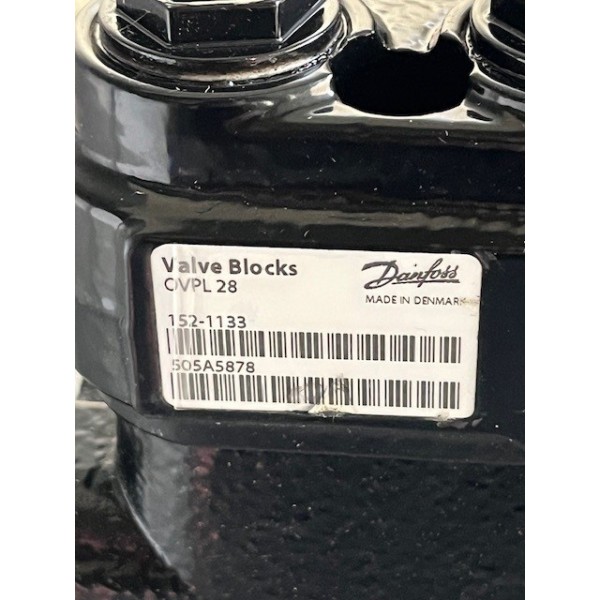 Valve Blocks
OVPL 28
Danfoss
MADE IN DENMARK
152-1133
505A5878